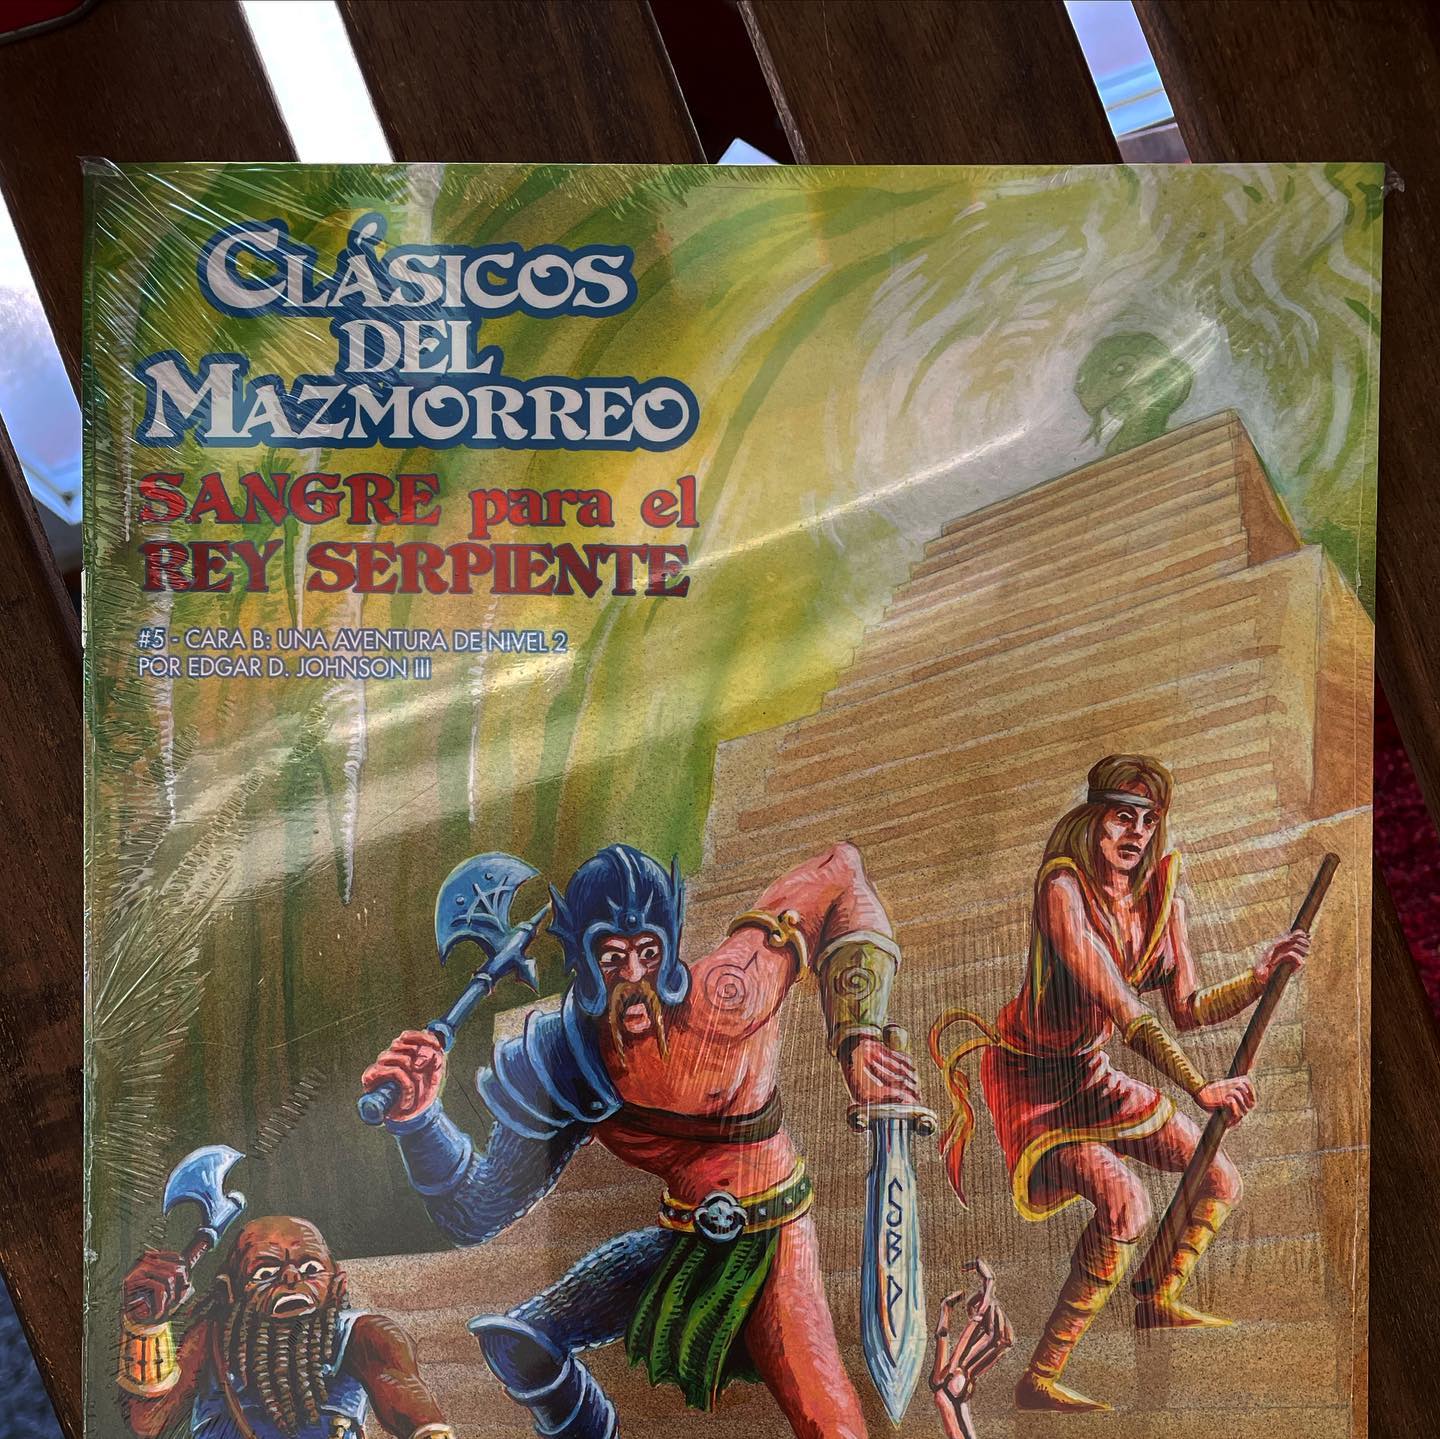 CLÁSICOS
DEL
MAZMORREO
SANGRE para el
REY SERPIENTE
#5 - CARA B: UNA AVENTURA DE NIVEL 2
POR EDGAR D. JOHNSON III